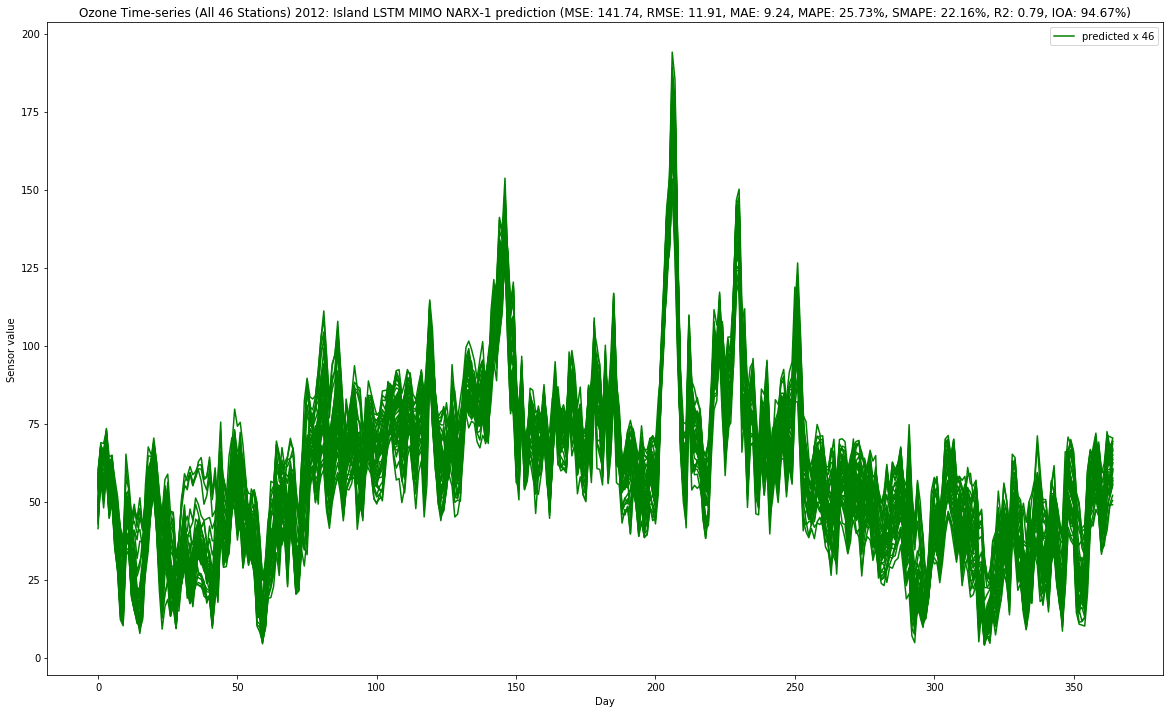 Ozone Time-series (All 46 Stations) 2012: Island LSTM MIMO NARX-1 prediction (MSE: 141.74, RMSE: 11.91, MAE: 9.24, MAPE: 25.73%, SMAPE: 22.16%, R2: 0.79, IOA: 94.67%)
predicted x 46
Sensor value
200
175
150
125
100
75
50
25
0
0 50 100 150 200 250 300 350
Day